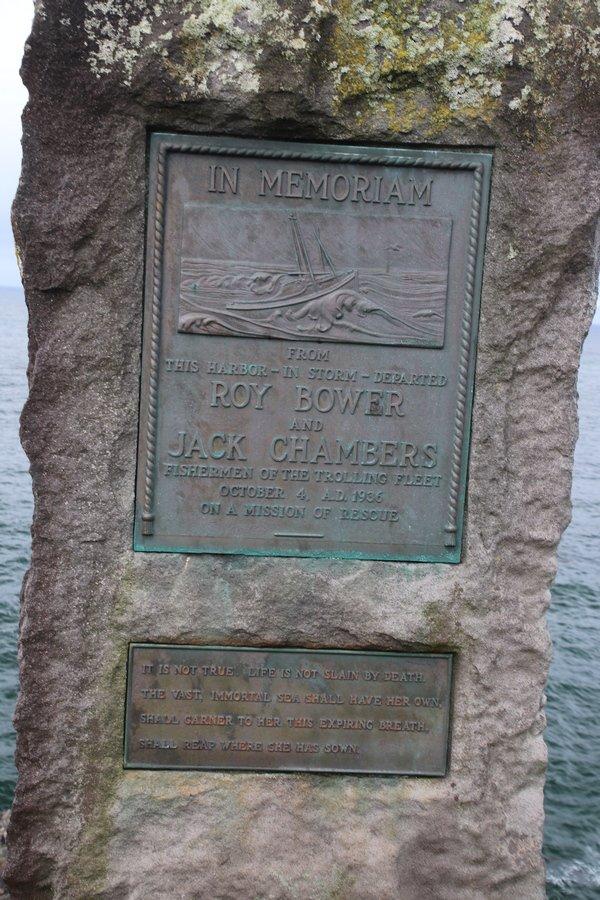 IN MEMORIAM
FROM
THIS HARBOR - IN STORM - DEPARTED
ROY BOWER
AND
JACK CHAMBERS
FISHERMEN OF THE TROLLING FLEET
OCTOBER 4, A.D. 1936
ON A MISSION OF RESCUE
IT IS NOT TRUE! LIFE IS NOT SLAIN BY DEATH.
THE VAST, IMMORTAL SEA SHALL HAVE HER OWN,
SHALL GARNER TO HER THIS EXPIRING BREATH,
SHALL REAP WHERE SHE HAS SOWN.